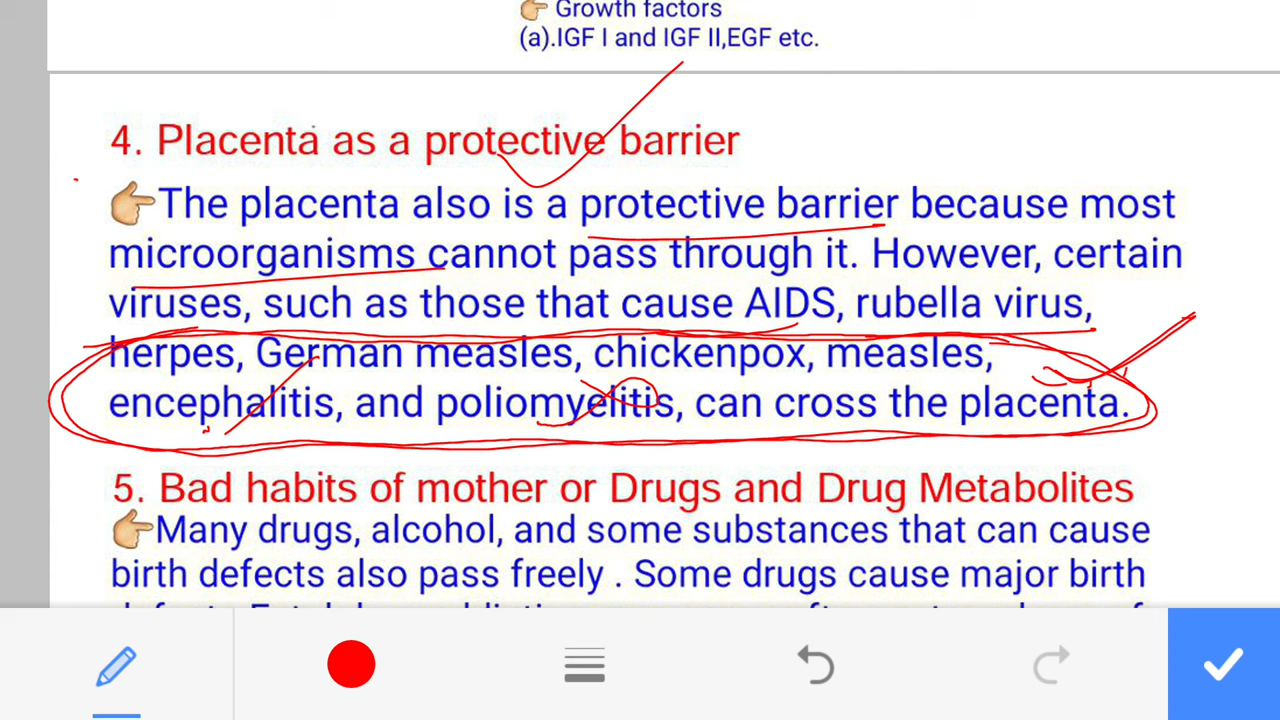 👉 Growth factors
(a).IGF I and IGF II,EGF etc.
4. Placenta as a protective barrier
👉The placenta also is a protective barrier because most
microorganisms cannot pass through it. However, certain
viruses, such as those that cause AIDS, rubella virus,
herpes, German measles, chickenpox, measles,
encephalitis, and poliomyelitis, can cross the placenta.
5. Bad habits of mother or Drugs and Drug Metabolites
👉Many drugs, alcohol, and some substances that can cause
birth defects also pass freely . Some drugs cause major birth